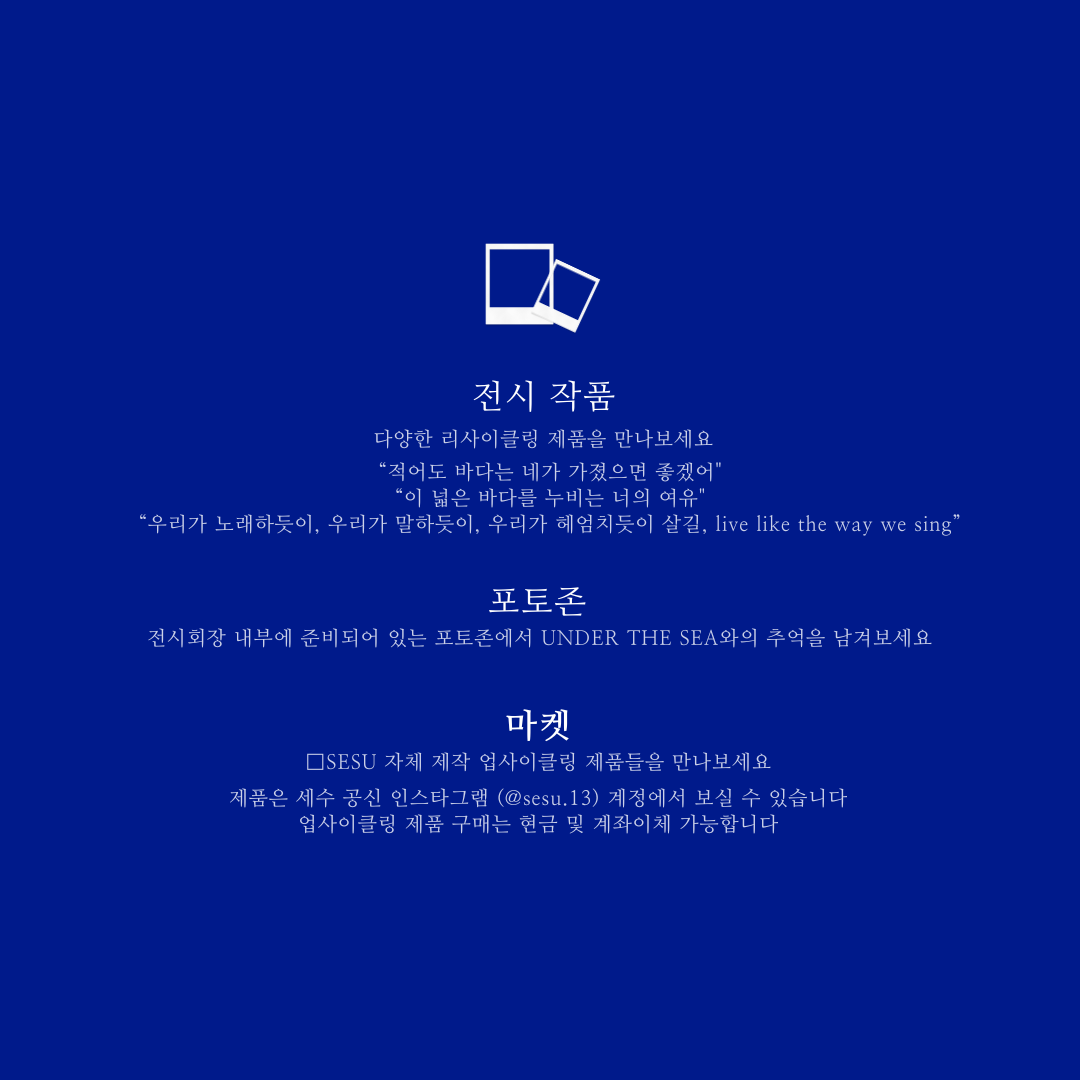 전시 작품
다양한 리사이클링 제품을 만나보세요
“적어도 바다는 네가 가졌으면 좋겠어"
“이 넓은 바다를 누비는 너의 여유"
“우리가 노래하듯이, 우리가 말하듯이, 우리가 헤엄치듯이 살길, live like the way we sing”
포토존
전시회장 내부에 준비되어 있는 포토존에서 UNDER THE SEA와의 추억을 남겨보세요
마켓
□SESU 자체 제작 업사이클링 제품들을 만나보세요
제품은 세수 공신 인스타그램 (@sesu.13) 계정에서 보실 수 있습니다
업사이클링 제품 구매는 현금 및 계좌이체 가능합니다